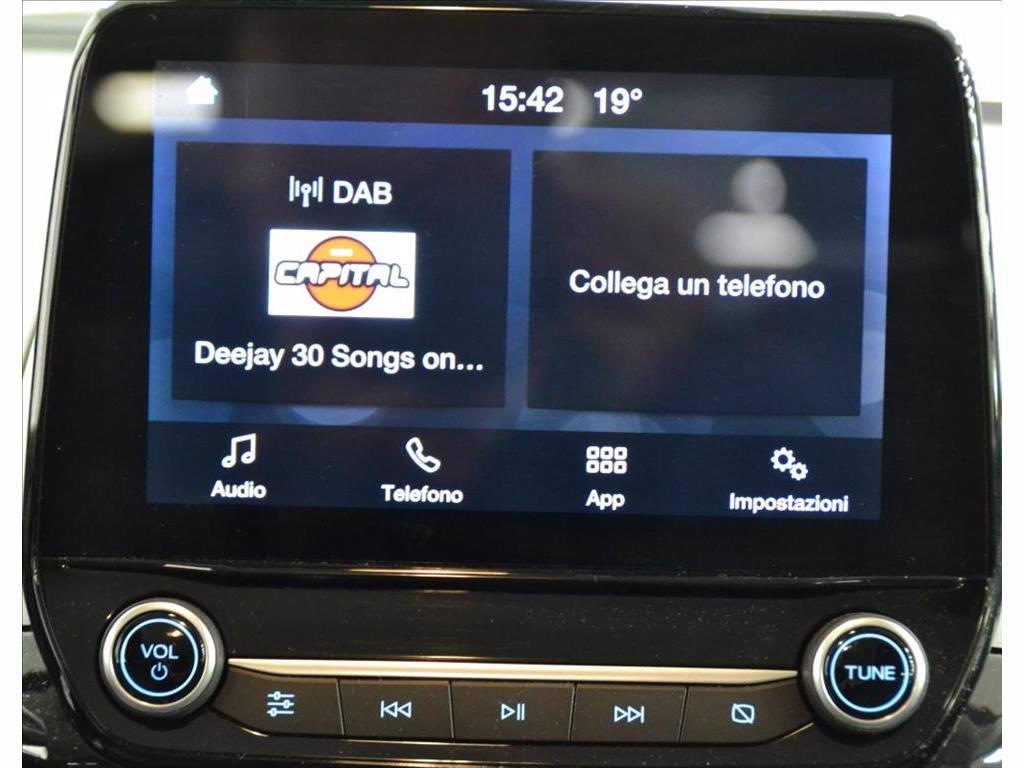 15:42 19°
DAB
CAPITAL
Collega un telefono
Deejay 30 Songs on...
Audio
Telefono
App
Impostazioni
VOL
TUNE